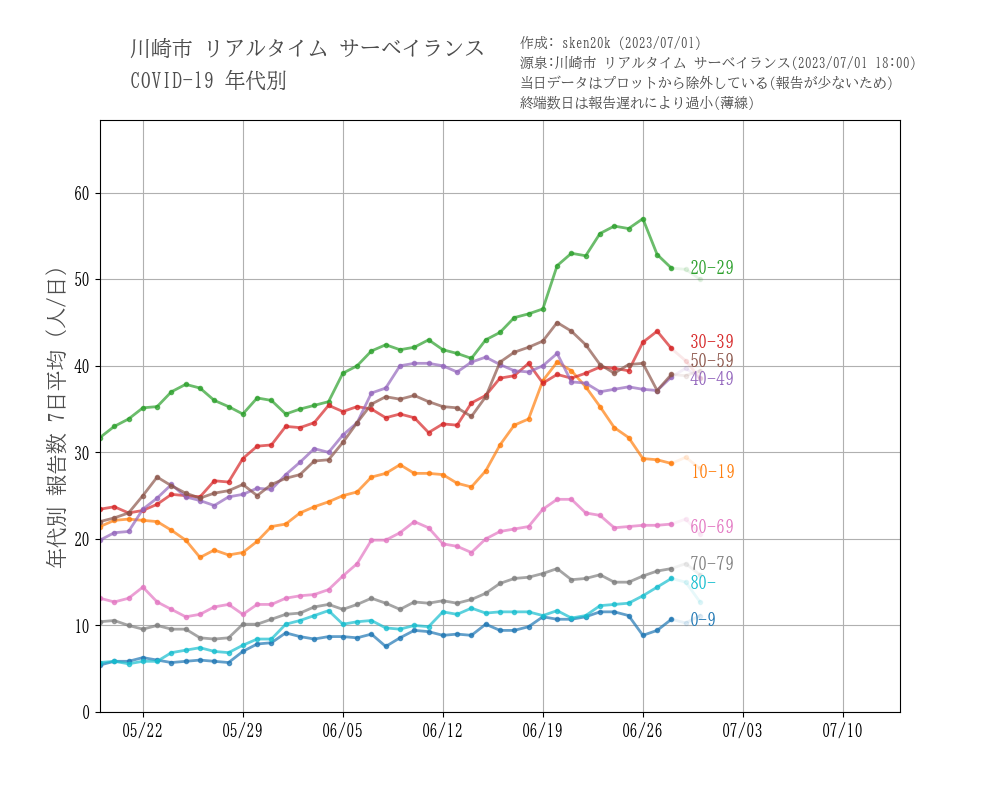 川崎市 リアルタイム サーベイランス
COVID-19 年代別
作成: sken20k (2023/07/01)
源泉:川崎市 リアルタイム サーベイランス(2023/07/01 18:00)
当日データはプロットから除外している(報告が少ないため)
終端数日は報告遅れにより過小(薄線)
年代別 報告数 7日平均 (人/日)
60
50
40
30
20
10
0
20-29
30-39
50-59
40-49
10-19
60-69
70-79
80-
0-9
05/22 05/29 06/05 06/12 06/19 06/26 07/03 07/10